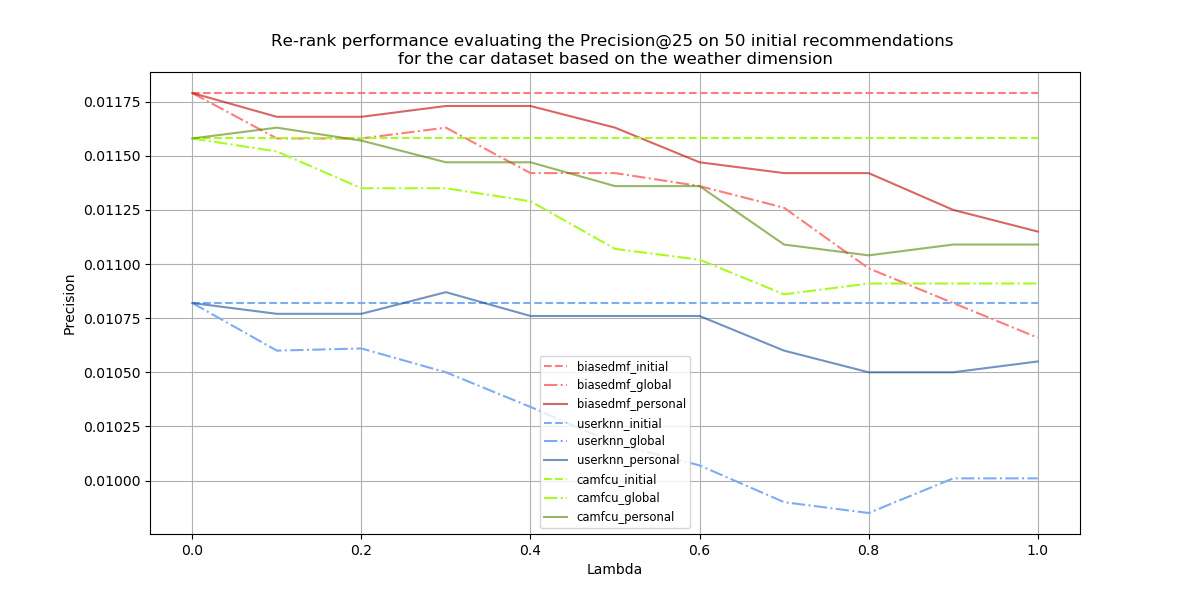 Re-rank performance evaluating the Precision@25 on 50 initial recommendations
for the car dataset based on the weather dimension
Precision
0.01175
0.01150
0.01125
0.01100
0.01075
0.01050
0.01025
0.01000
biasedmf_initial
biasedmf_global
biasedmf_personal
userknn_initial
userknn_global
userknn_personal
camfcu_initial
camfcu_global
camfcu_personal
0.0 0.2 0.4 0.6 0.8 1.0
Lambda